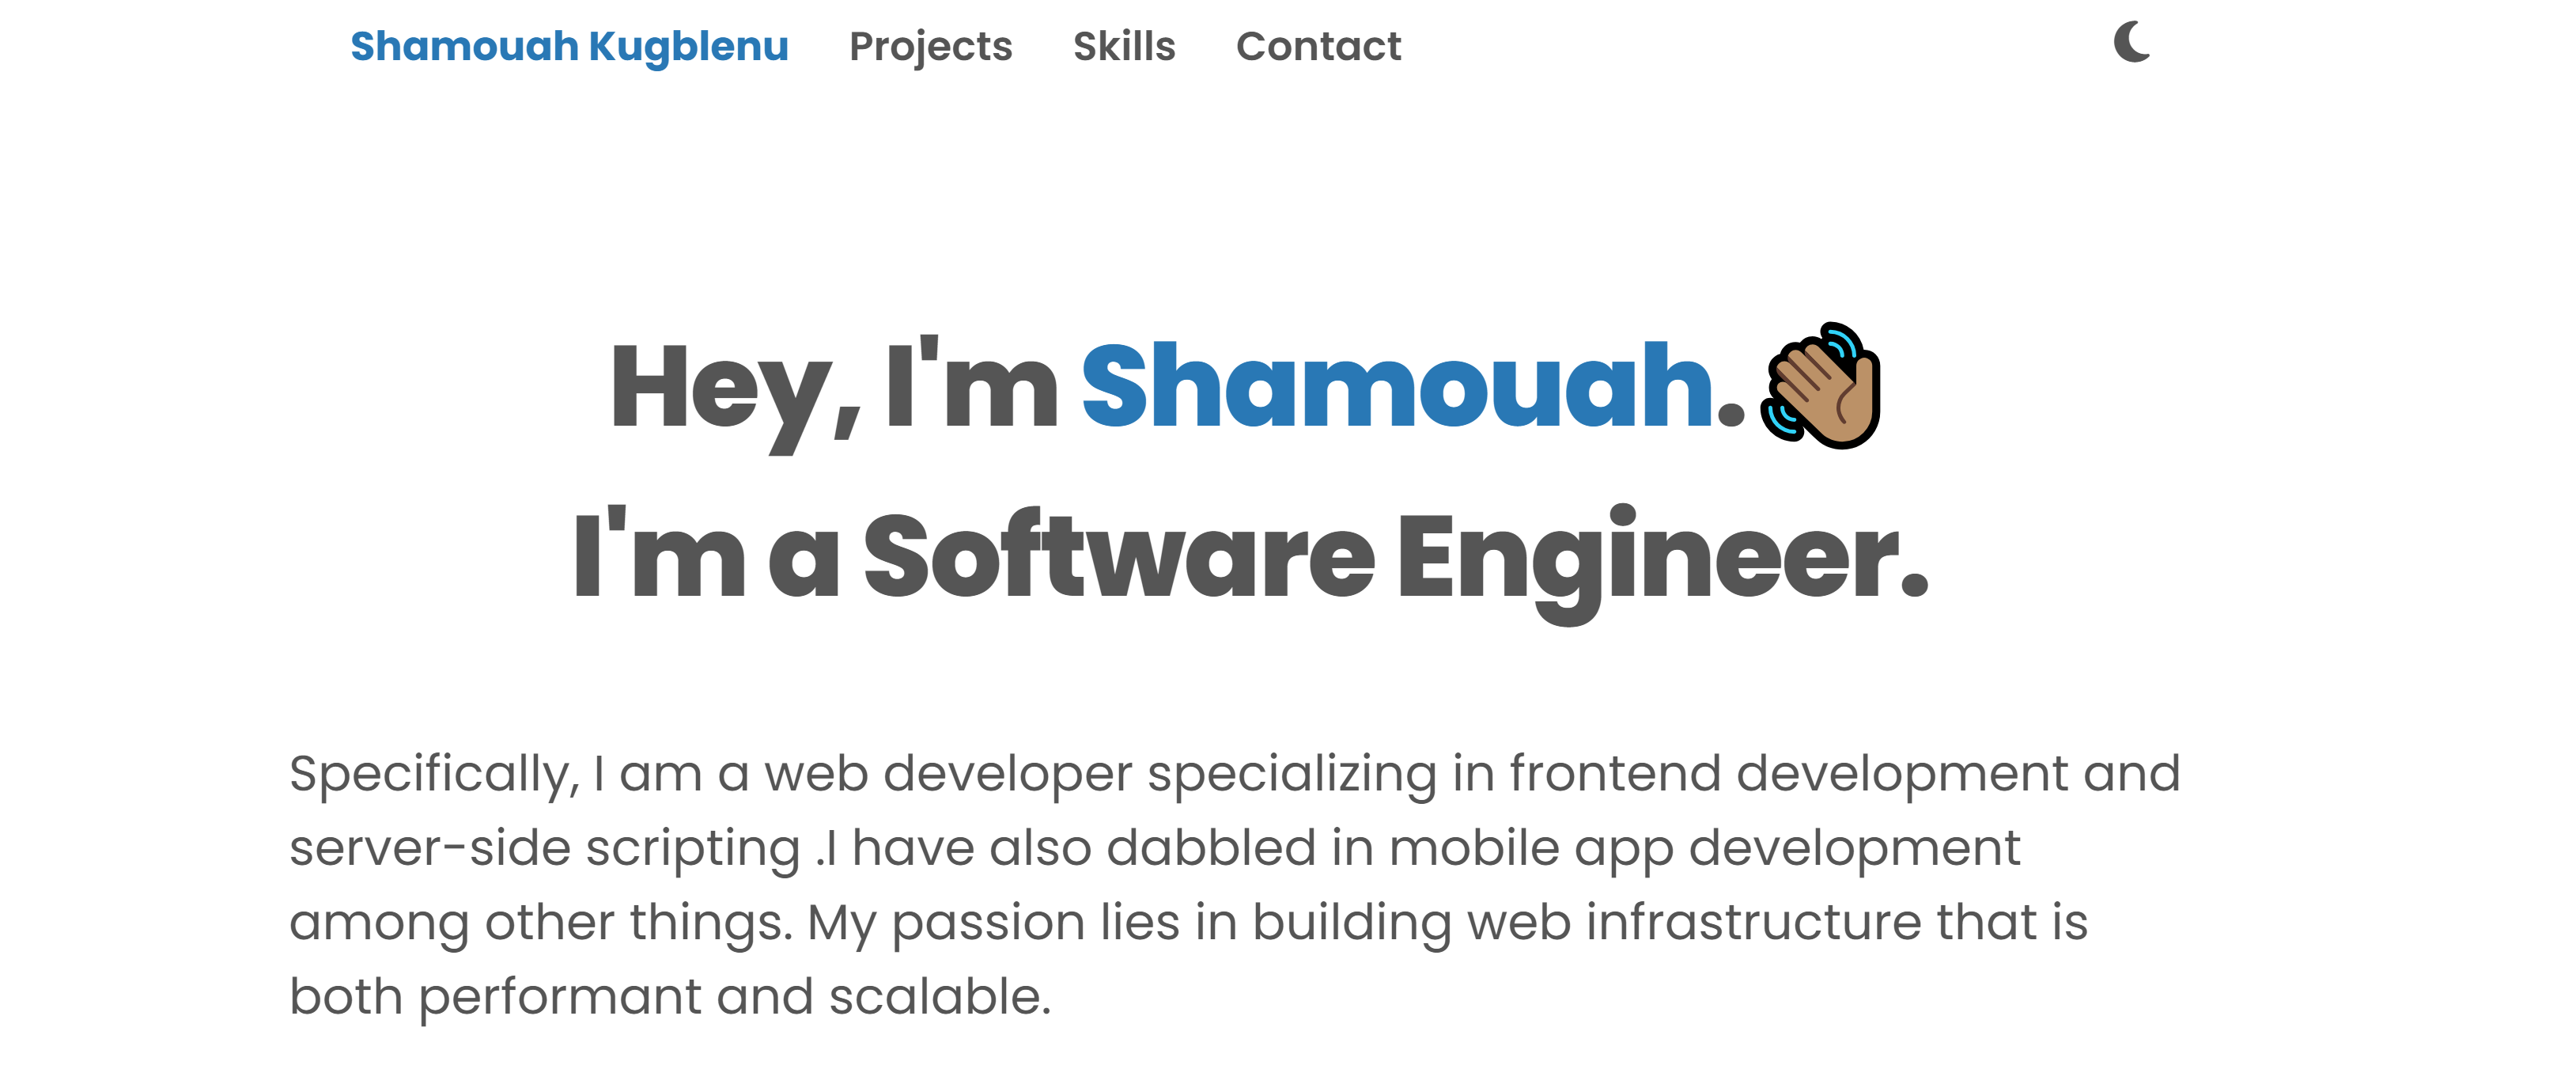 Shamouah Kugblenu Projects Skills Contact
Hey, I'm Shamouah.
I'm a Software Engineer.
Specifically, I am a web developer specializing in frontend development and
server-side scripting .I have also dabbled in mobile app development
among other things. My passion lies in building web infrastructure that is
both performant and scalable.